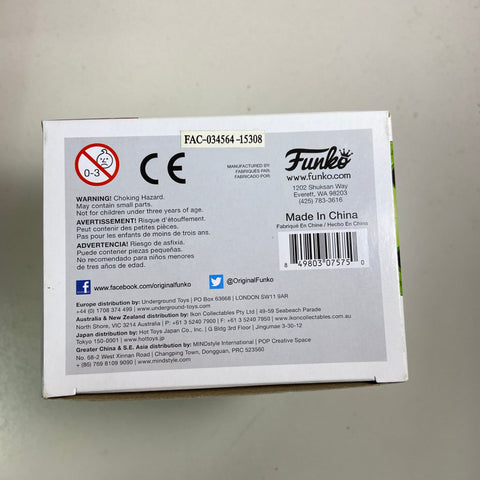 FAC-034564-15308
0-3
CE
MANUFACTURED BY:
FABRIQUÉS PAR:
FABRICADO POR:
Funko
www.funko.com
1202 Shuksan Way
Everett, WA 98203
(425) 783-3616
WARNING! Choking Hazard.
May contain small parts.
Not for children under three years of age.
AVERTISSEMENT! Risque d'étouffement.
Peut contenir des petites pièces.
Pas pour les enfants de moins de trois ans.
ADVERTENCIA! Riesgo de asfixia.
Puede contener piezas pequeñas.
No recomendado para niños menores
de tres años de edad.
Made In China
Fabriqué En Chine / Hecho En China
8 49803 07575 0
www.facebook.com/originalfunko
@OriginalFunko
Europe distribution by: Underground Toys | PO Box 63668 | LONDON SW11 9AR
+44 (0) 1708 374 499 | www.underground-toys.com
Australia & New Zealand distribution by: Ikon Collectables Pty Ltd | 49-59 Seabeach Parade
North Shore, VIC 3214 Australia | P: +61 3 5240 7900 | F: +61 3 5240 7950 | www.ikoncollectables.com.au
Japan distribution by: Hot Toys Japan Co., Inc. | G Bldg 3rd Floor | Jingumae 3-30-12
Tokyo 150-0001 | www.hottoys.jp
Greater China & S.E. Asia distribution by: MINDstyle International | POP Creative Space
No. 68-2 West Xinnan Road | Changping Town, Dongguan, PRC 523560
+ (86) 769 8109 9090 | www.mindstyle.com